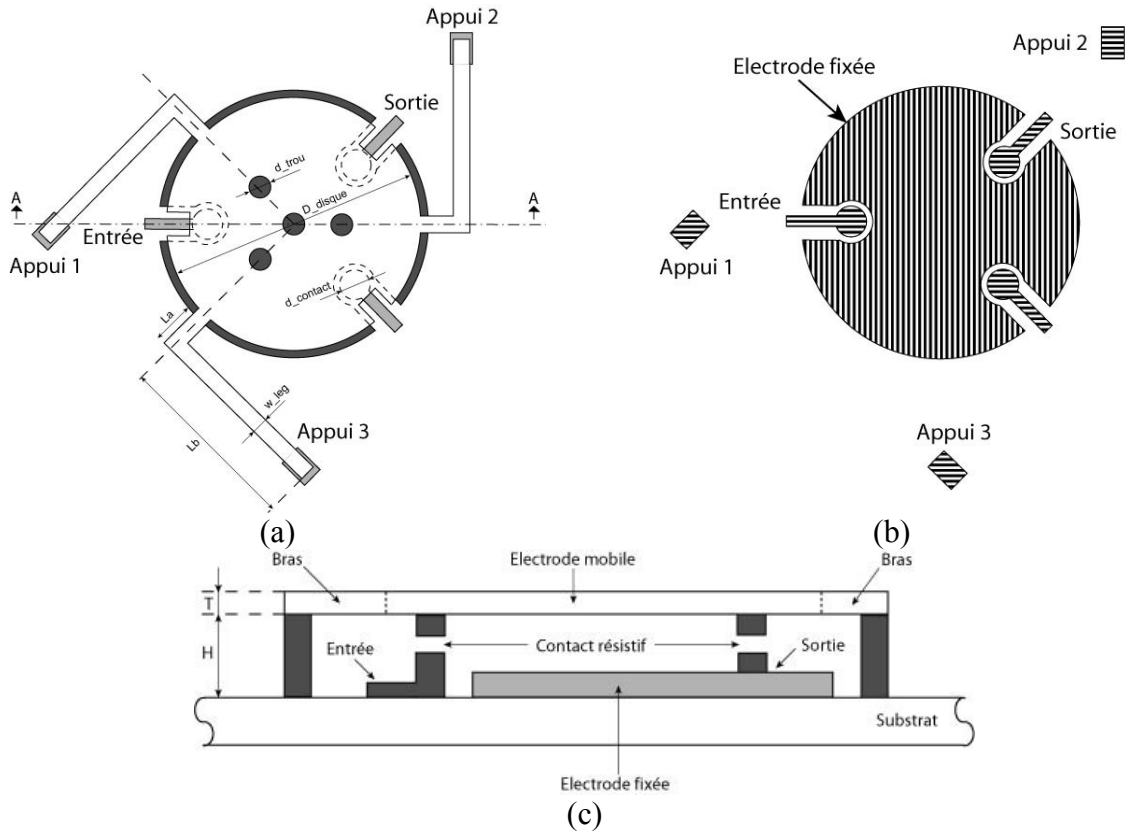 Appui 2
Sortie
d_trou
D_disque
A
A
Entrée
Appui 1
d_contact
La
w_leg
Lb
Appui 3
(a)
Appui 2
Electrode fixée
Sortie
Entrée
Appui 1
Appui 3
(b)
Bras
Electrode mobile
Bras
T
H
Entrée
Contact résistif
Sortie
Substrat
Electrode fixée
(c)